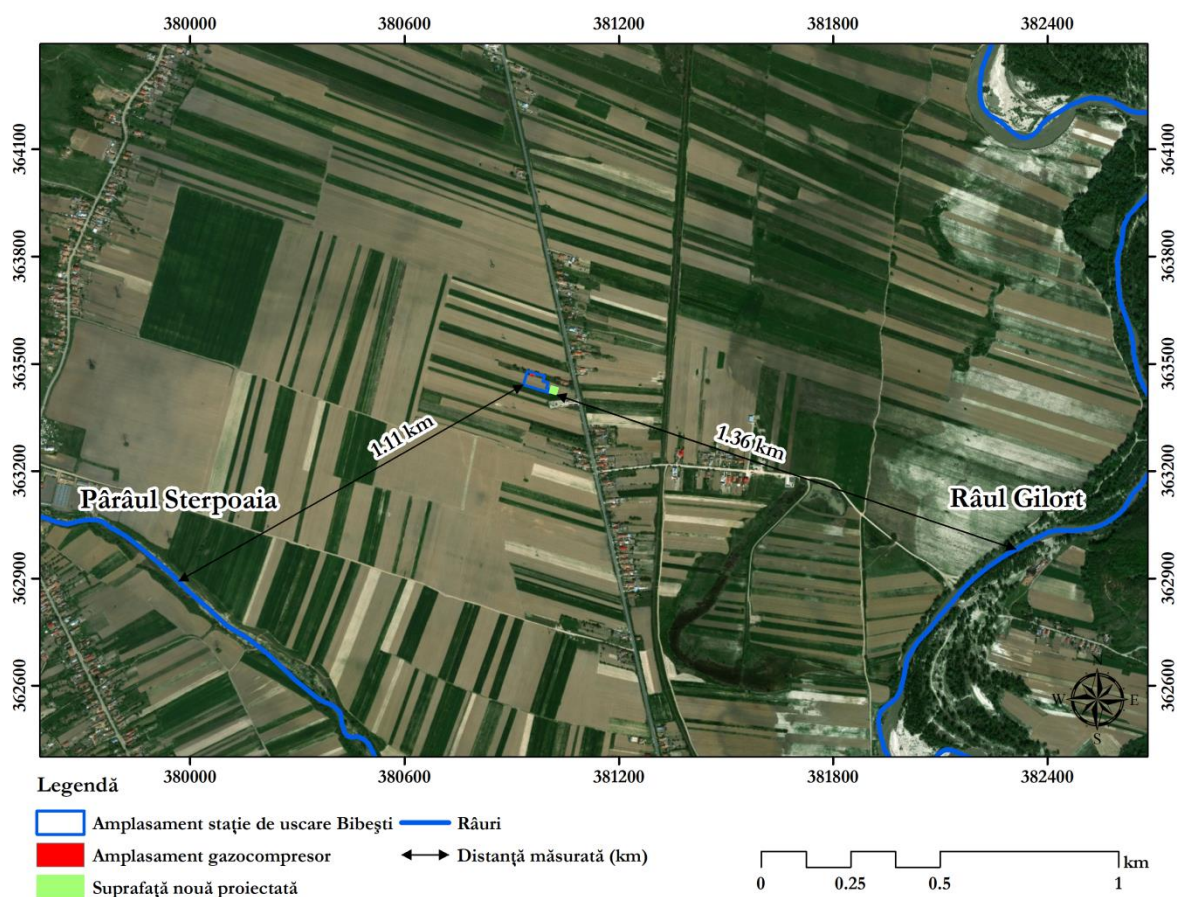 380000 380600 381200 381800 382400
364100 364100
363800 363800
363500 363500
1.11 km 1.36 km
363200 363200
Pârâul Sterpoaia Râul Gilort
362900 362900
362600 362600
N
W E
S
380000 380600 381200 381800 382400
Legendă
Amplasament stație de uscare Bibeşti Râuri
Amplasament gazocompresor Distanţă măsurată (km)
Suprafaţă nouă proiectată
km
0 0.25 0.5 1